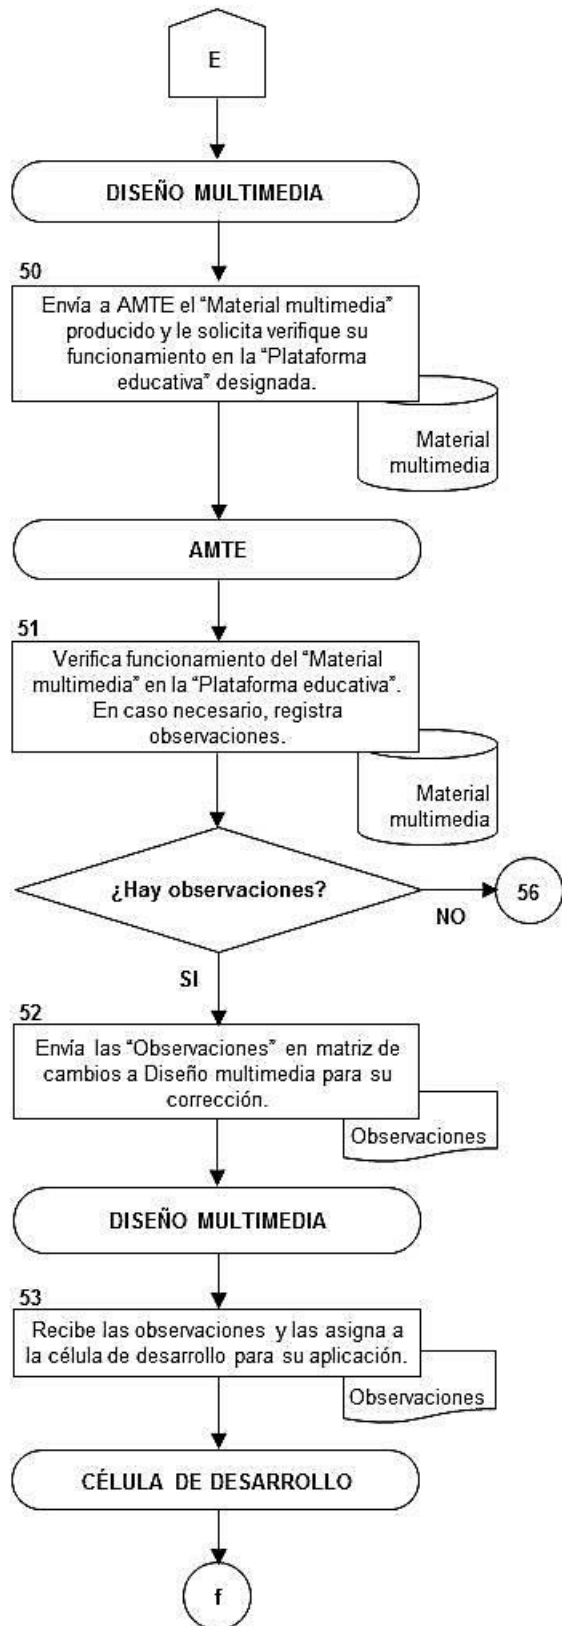 E
DISEÑO MULTIMEDIA
50
Envía a AMTE el “Material multimedia”
producido y le solicita verifique su
funcionamiento en la “Plataforma
educativa” designada.
Material
multimedia
AMTE
51
Verifica funcionamiento del “Material
multimedia” en la “Plataforma educativa”.
En caso necesario, registra
observaciones.
Material
multimedia
¿Hay observaciones?
56
NO
SI
52
Envía las “Observaciones” en matriz de
cambios a Diseño multimedia para su
corrección.
Observaciones
DISEÑO MULTIMEDIA
53
Recibe las observaciones y las asigna a
la célula de desarrollo para su aplicación.
Observaciones
CÉLULA DE DESARROLLO
f